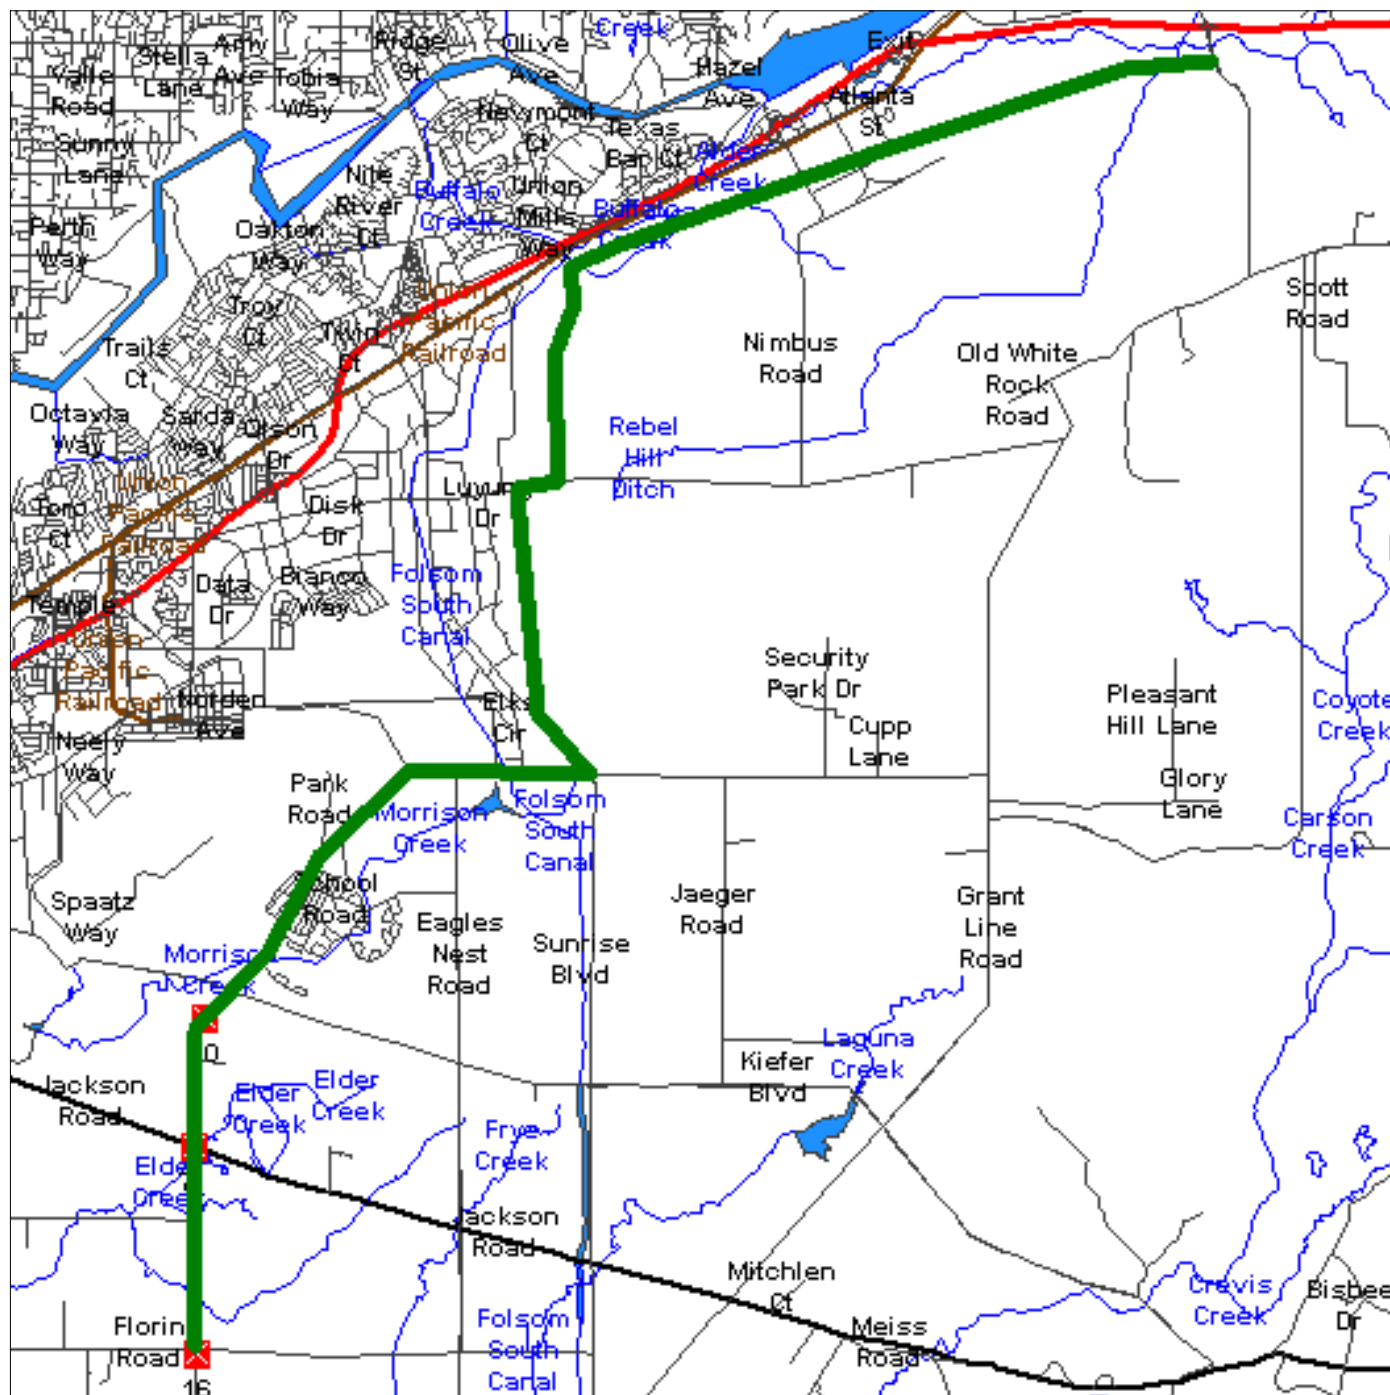 Amy
Ave
Stella
Lane
Valle
Road
Tobia
Way
Ridge
St
Olive
Ave
Creek
Hazel
Ave
Exit
Atlanta
St
Sunny
Lane
Newymont
Ct
Texas
Bar Ct
Alder
Creek
Nile
River
Ct
Buffalo
Creek
Union
Mills
Way
Buffalo
Creek
Perth
Way
Oakton
Way
Union
Pacific
Railroad
Troy
Ct
Twin
Ct
Trails
Ct
Scott
Road
Nimbus
Road
Old White
Rock
Road
Octavia
Way
Sarda
Way
Olson
Dr
Rebel
Hill
Ditch
Union
Pacific
Railroad
Toro
Ct
Disk
Dr
Luyung
Dr
Data
Dr
Bianco
Way
Folsom
South
Canal
Temple
Union
Pacific
Railroad
Norden
Ave
Neely
Way
Elks
Cir
Security
Park Dr
Cupp
Lane
Pleasant
Hill Lane
Coyote
Creek
Glory
Lane
Carson
Creek
Park
Road
Morrison
Creek
Folsom
South
Canal
School
Road
Spaatz
Way
Eagles
Nest
Road
Sunrise
Blvd
Jaeger
Road
Grant
Line
Road
Morrison
Creek
Q
Laguna
Creek
Kiefer
Blvd
Jackson
Road
Elder
Creek
Elder
Creek
Frye
Creek
Elder
Creek
Jackson
Road
Mitchlen
Ct
Crevis
Creek
Bisbee
Dr
Florin
Road
Folsom
South
Canal
Meiss
Road
16